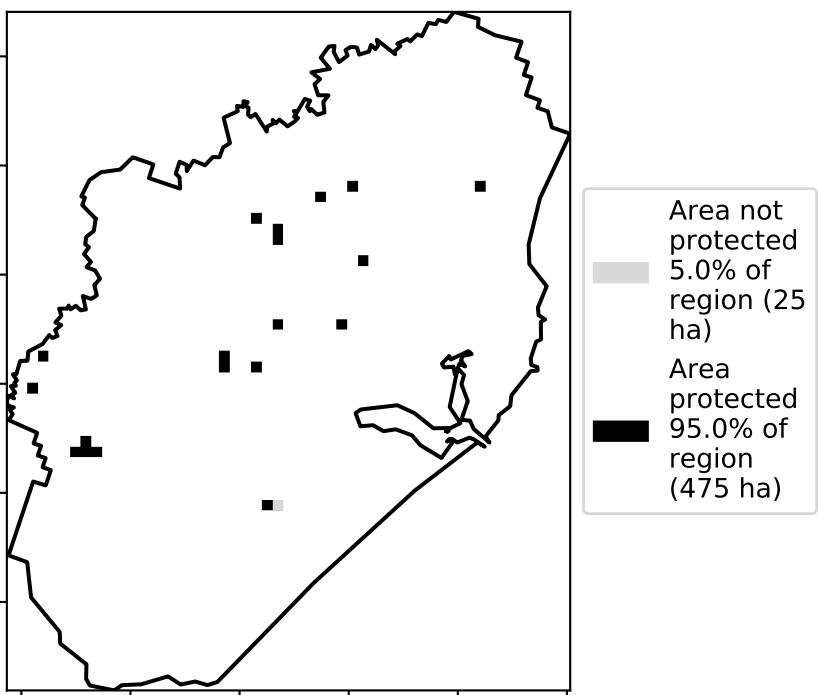 Area not
protected
5.0% of
region (25
ha)
Area
protected
95.0% of
region
(475 ha)